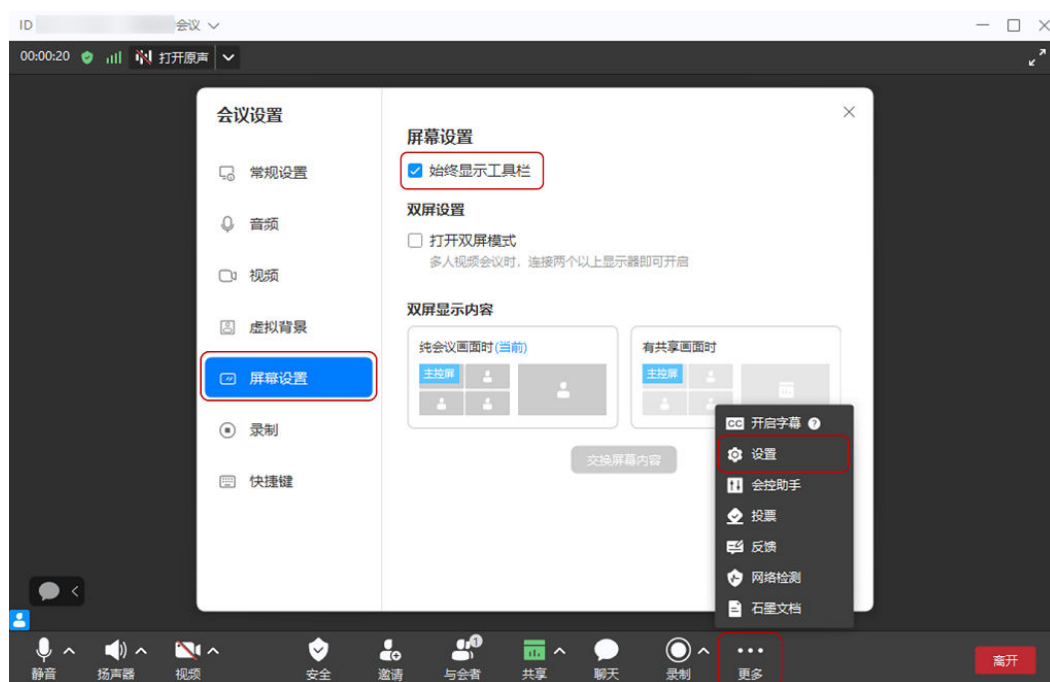 ID
会议
00:00:20
打开原声
会议设置
常规设置
音频
视频
虚拟背景
屏幕设置
录制
快捷键
屏幕设置
始终显示工具栏
双屏设置
打开双屏模式
多人视频会议时，连接两个以上显示器即可开启
双屏显示内容
纯会议画面时(当前)
主控屏
有共享画面时
主控屏
交换屏幕内容
CC 开启字幕 ?
设置
会控助手
投票
反馈
网络检测
石墨文档
静音
扬声器
视频
安全
邀请
与会者
1
共享
聊天
录制
更多
离开